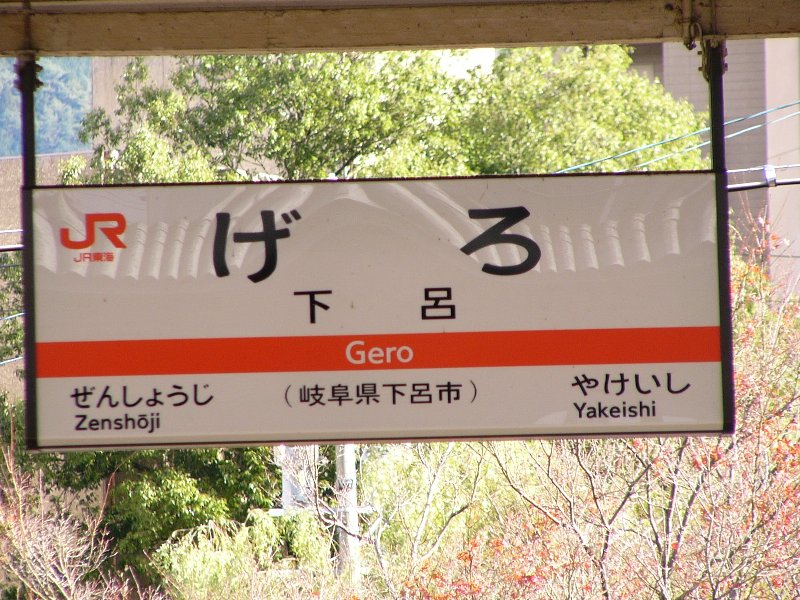 JR
JR東海
げろ
下呂
Gero
ぜんしょうじ
Zenshōji
（岐阜県下呂市）
やけいし
Yakeishi